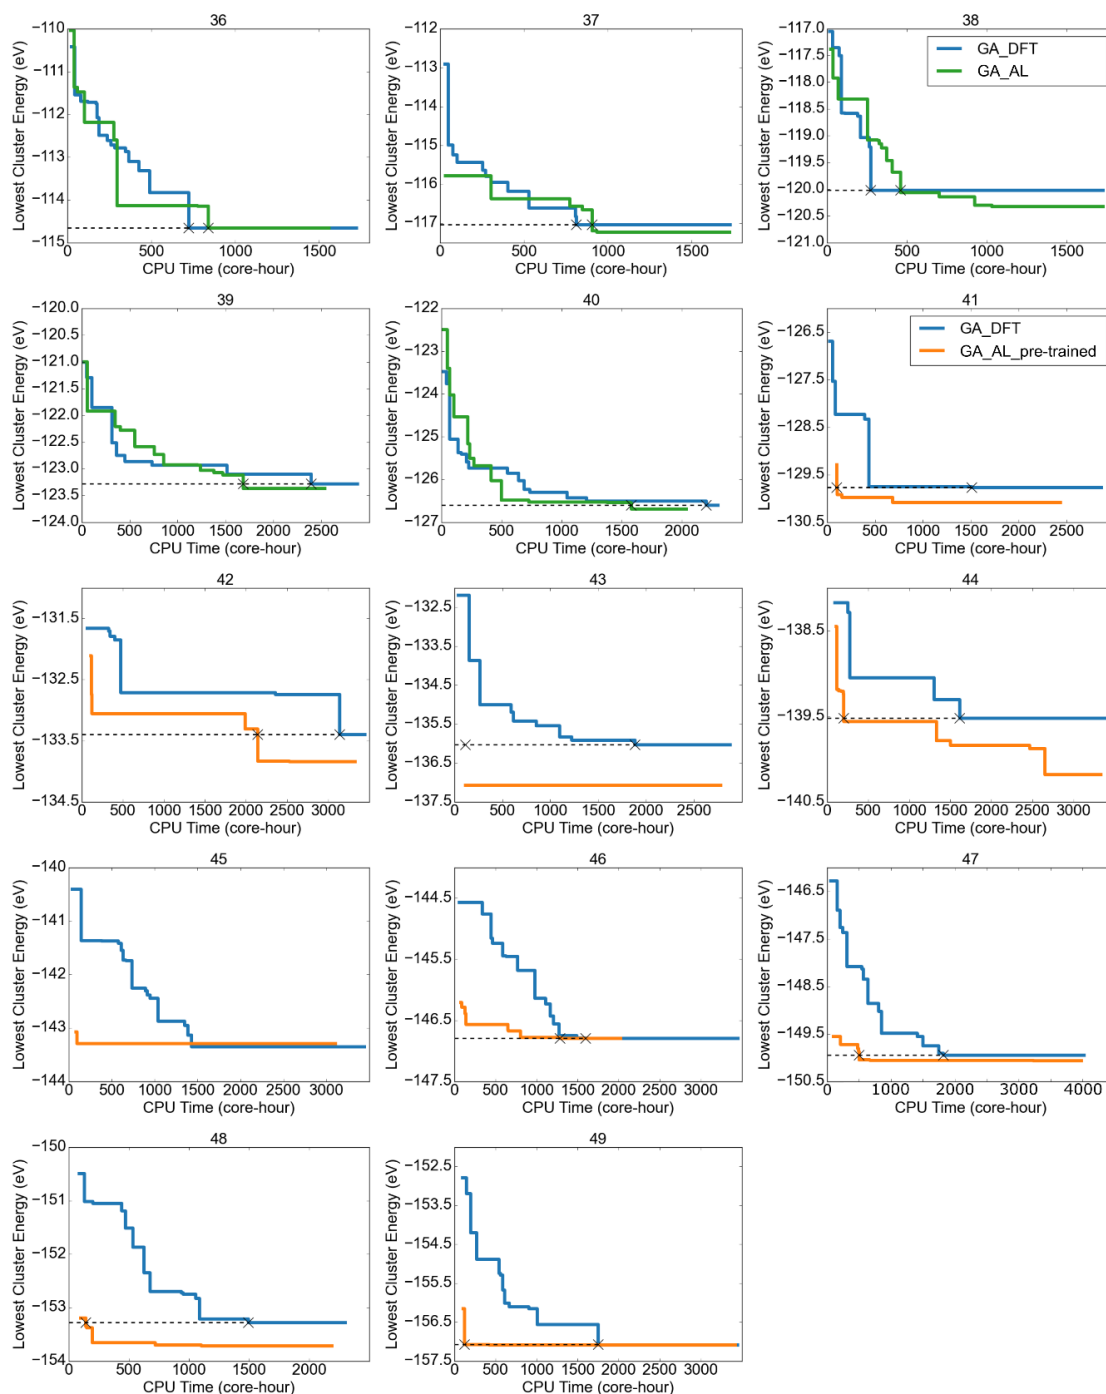 36
Lowest Cluster Energy (eV)
−110
−111
−112
−113
−114
−115
0 500 1000 1500
CPU Time (core-hour)
37
Lowest Cluster Energy (eV)
−112
−113
−114
−115
−116
−117
0 500 1000 1500
CPU Time (core-hour)
38
Lowest Cluster Energy (eV)
−117.0
−117.5
−118.0
−118.5
−119.0
−119.5
−120.0
−120.5
−121.0
0 500 1000 1500
CPU Time (core-hour)
GA_DFT
GA_AL
39
Lowest Cluster Energy (eV)
−120.0
−120.5
−121.0
−121.5
−122.0
−122.5
−123.0
−123.5
−124.0
0 500 1000 1500 2000 2500
CPU Time (core-hour)
40
Lowest Cluster Energy (eV)
−122
−123
−124
−125
−126
−127
0 500 1000 1500 2000
CPU Time (core-hour)
41
Lowest Cluster Energy (eV)
−126.5
−127.5
−128.5
−129.5
−130.5
0 500 1000 1500 2000 2500
CPU Time (core-hour)
GA_DFT
GA_AL_pre-trained
42
Lowest Cluster Energy (eV)
−131.5
−132.5
−133.5
−134.5
0 500 1000 1500 2000 2500 3000
CPU Time (core-hour)
43
Lowest Cluster Energy (eV)
−132.5
−133.5
−134.5
−135.5
−136.5
−137.5
0 500 1000 1500 2000 2500
CPU Time (core-hour)
44
Lowest Cluster Energy (eV)
−138.5
−139.5
−140.5
0 500 1000 1500 2000 2500 3000
CPU Time (core-hour)
45
Lowest Cluster Energy (eV)
−140
−141
−142
−143
−144
0 500 1000 1500 2000 2500 3000
CPU Time (core-hour)
46
Lowest Cluster Energy (eV)
−144.5
−145.5
−146.5
−147.5
0 500 1000 1500 2000 2500 3000
CPU Time (core-hour)
47
Lowest Cluster Energy (eV)
−146.5
−147.5
−148.5
−149.5
−150.5
0 1000 2000 3000 4000
CPU Time (core-hour)
48
Lowest Cluster Energy (eV)
−150
−151
−152
−153
−154
0 500 1000 1500 2000
CPU Time (core-hour)
49
Lowest Cluster Energy (eV)
−152.5
−153.5
−154.5
−155.5
−156.5
−157.5
0 500 1000 1500 2000 2500 3000
CPU Time (core-hour)